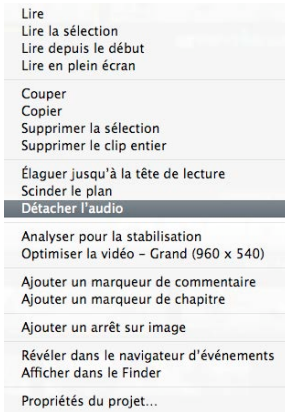 Lire
Lire la sélection
Lire depuis le début
Lire en plein écran
Couper
Copier
Supprimer la sélection
Supprimer le clip entier
Élaguer jusqu'à la tête de lecture
Scinder le plan
Détacher l'audio
Analyser pour la stabilisation
Optimiser la vidéo – Grand (960 x 540)
Ajouter un marqueur de commentaire
Ajouter un marqueur de chapitre
Ajouter un arrêt sur image
Révéler dans le navigateur d'événements
Afficher dans le Finder
Propriétés du projet...